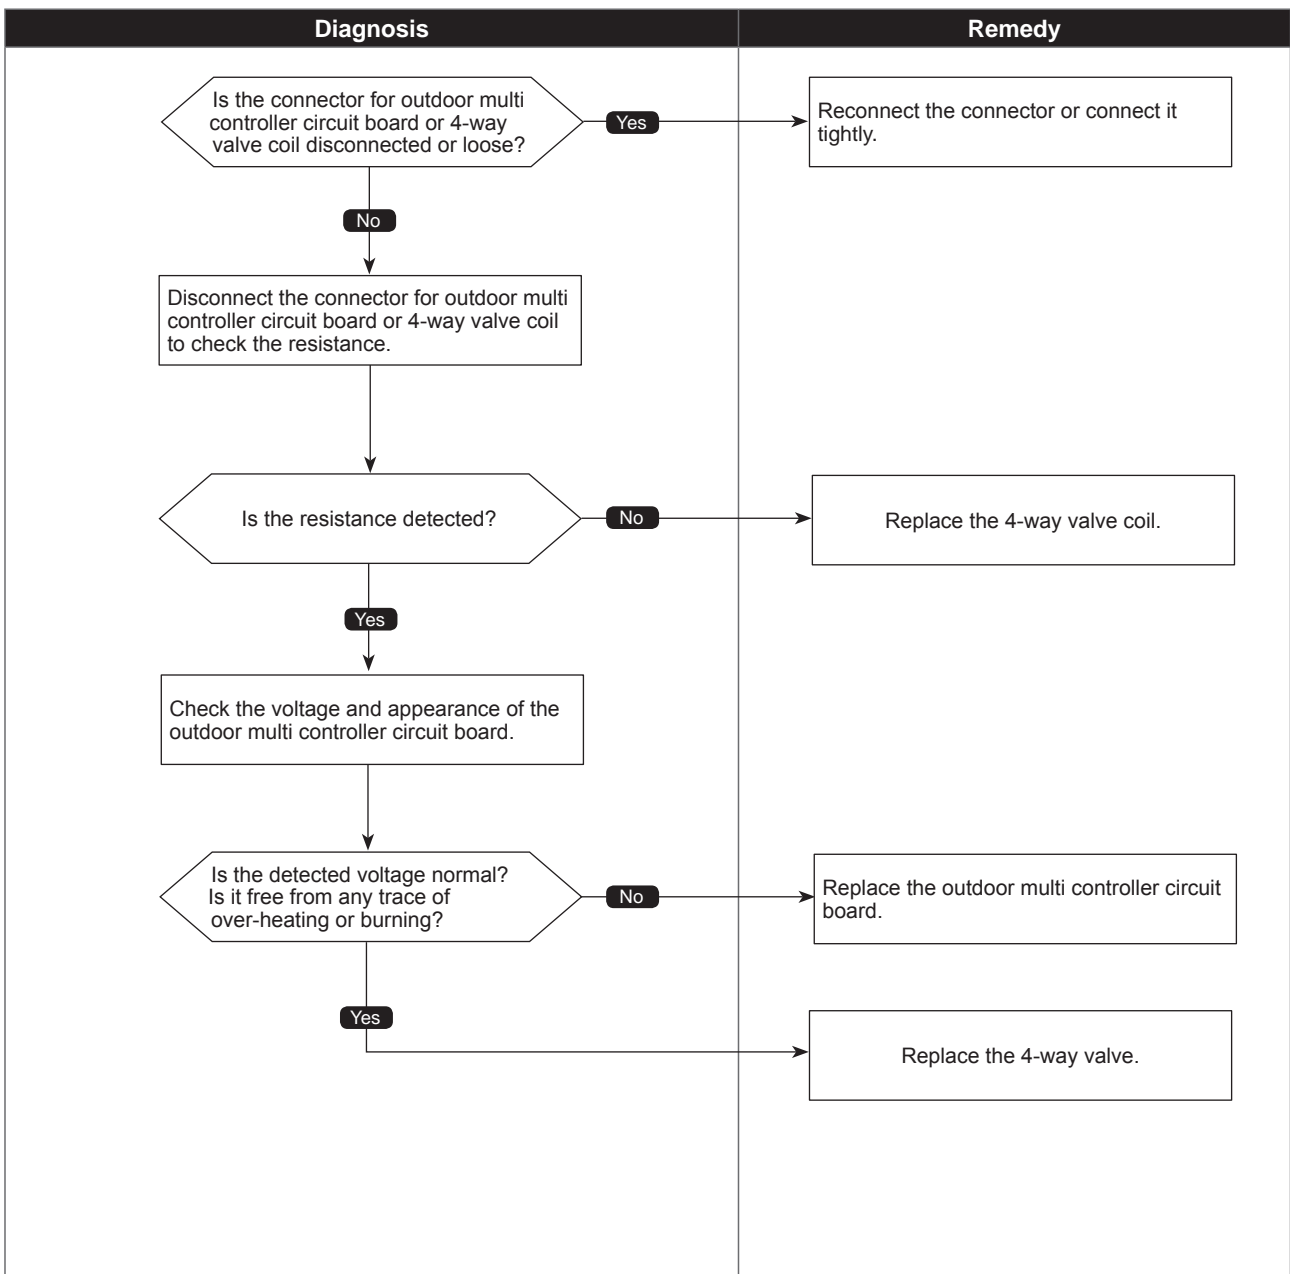 Diagnosis
Remedy
Is the connector for outdoor multi
controller circuit board or 4-way
valve coil disconnected or loose?
Yes
Reconnect the connector or connect it
tightly.
No
Disconnect the connector for outdoor multi
controller circuit board or 4-way valve coil
to check the resistance.
Is the resistance detected?
No
Replace the 4-way valve coil.
Yes
Check the voltage and appearance of the
outdoor multi controller circuit board.
Is the detected voltage normal?
Is it free from any trace of
over-heating or burning?
No
Replace the outdoor multi controller circuit
board.
Yes
Replace the 4-way valve.